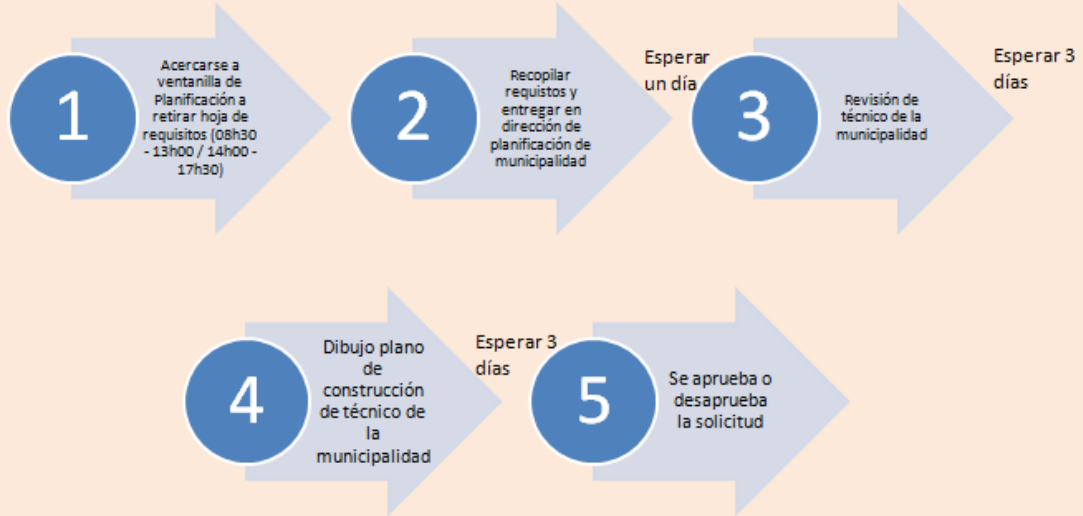 1
Acercarse a
ventanilla de
Planificación a
retirar hoja de
requisitos (08h30
- 13h00 / 14h00 -
17h30)
2
Recopilar
requistos y
entregar en
dirección de
planificación de
municipalidad
Esperar
un día
3
Revisión de
técnico de la
municipalidad
Esperar 3
días
4
Dibujo plano
de
construcción
de técnico de
la
municipalidad
Esperar 3
días
5
Se aprueba o
desaprueba
la solicitud